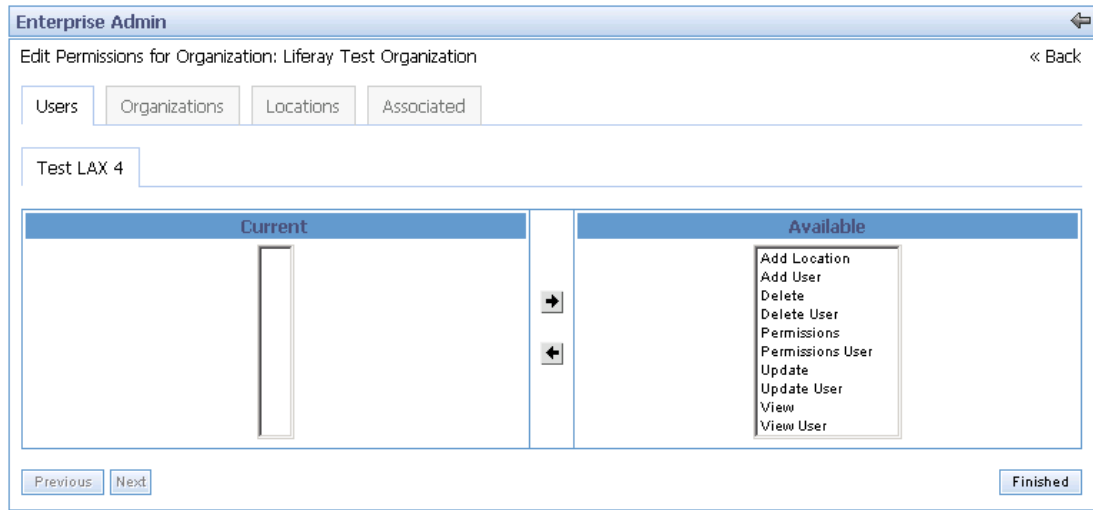 Enterprise Admin
Edit Permissions for Organization: Liferay Test Organization « Back
Users Organizations Locations Associated
Test LAX 4
Current Available
Add Location
Add User
Delete
Delete User
Permissions
Permissions User
Update
Update User
View
View User
Previous Next Finished